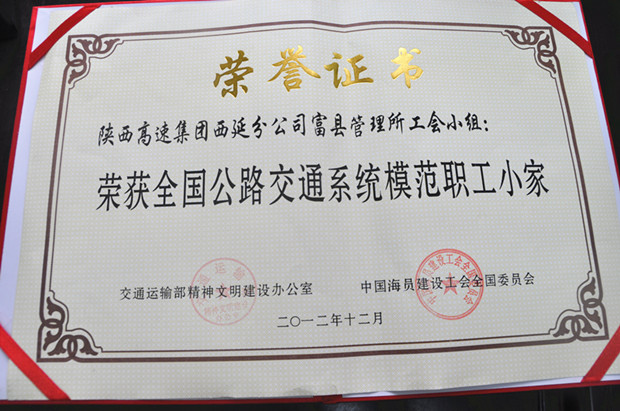 荣誉证书
陕西高速集团西延分公司富县管理所工会小组：
荣获全国公路交通系统模范职工小家
交通运输部精神文明建设办公室
中国海员建设工会全国委员会
二〇一二年十二月